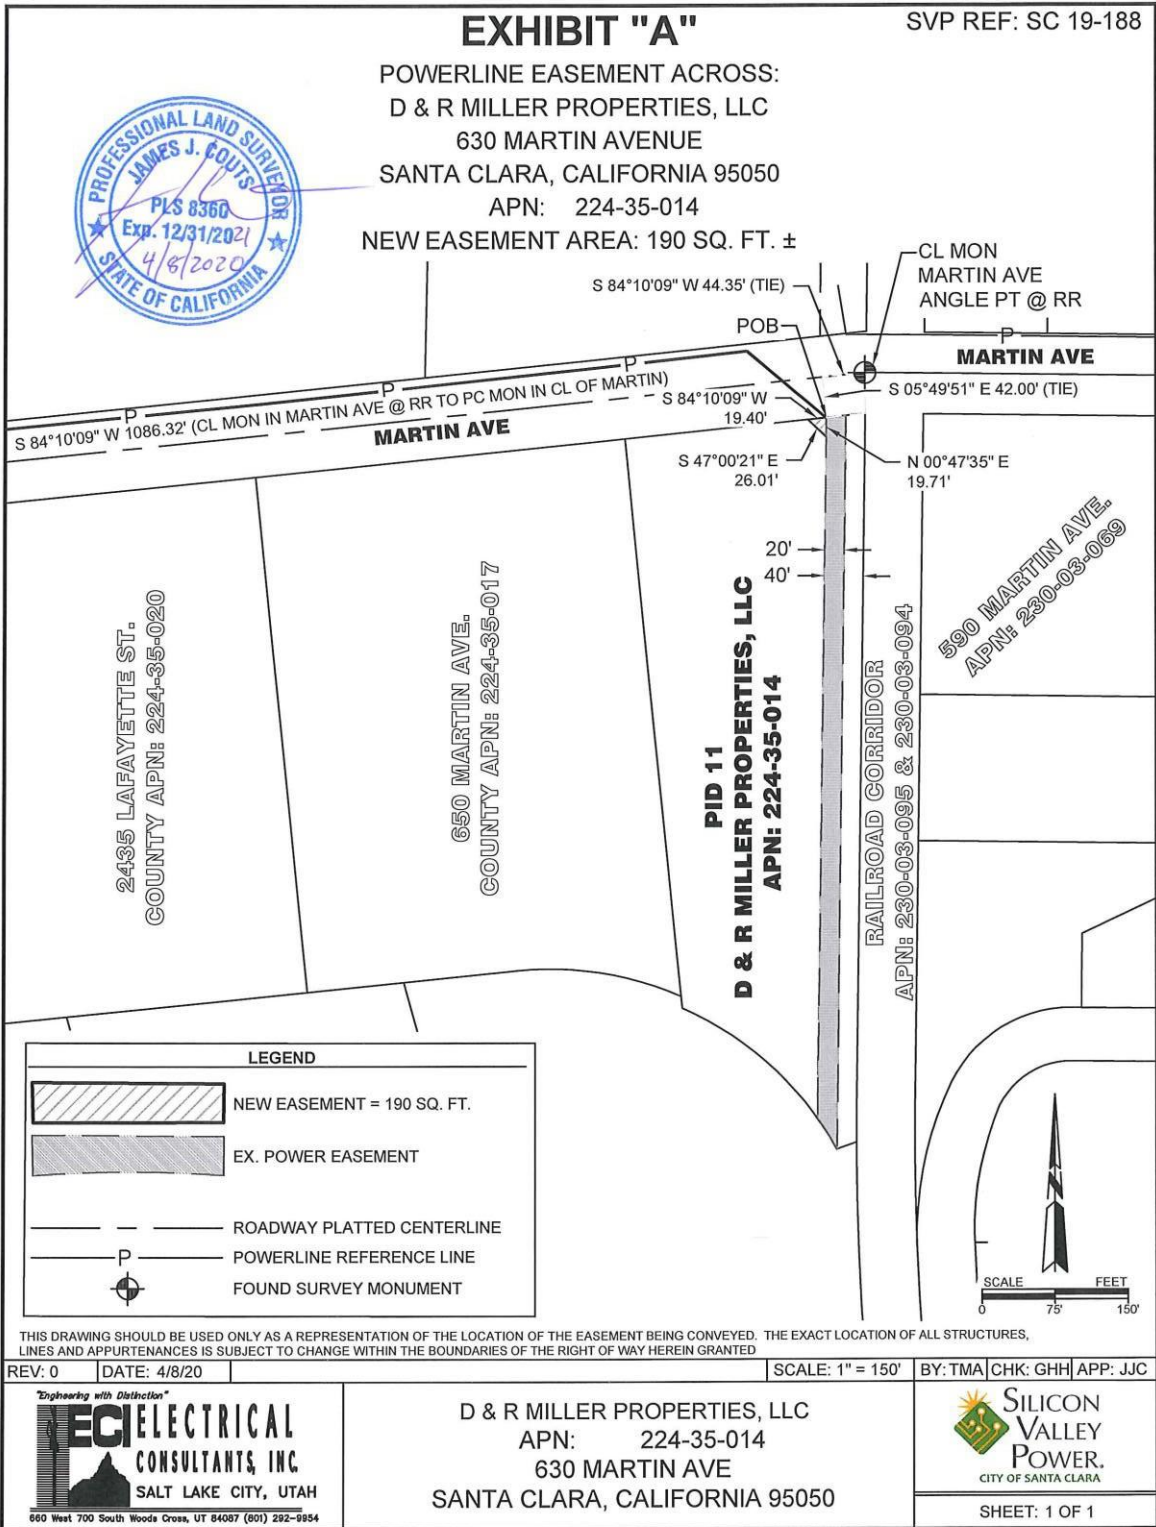 EXHIBIT "A"
SVP REF: SC 19-188
POWERLINE EASEMENT ACROSS:
D & R MILLER PROPERTIES, LLC
630 MARTIN AVENUE
SANTA CLARA, CALIFORNIA 95050
APN: 224-35-014
NEW EASEMENT AREA: 190 SQ. FT. ±
PROFESSIONAL LAND SURVEYOR
JAMES J. COUTS
PLS 8360
Exp. 12/31/2021
4/8/2020
STATE OF CALIFORNIA
CL MON
MARTIN AVE
ANGLE PT @ RR
S 84°10'09" W 44.35' (TIE)
POB
P
MARTIN AVE
S 05°49'51" E 42.00' (TIE)
P
P
P
S 84°10'09" W 1086.32' (CL MON IN MARTIN AVE @ RR TO PC MON IN CL OF MARTIN)
MARTIN AVE
S 84°10'09" W
19.40'
S 47°00'21" E
26.01'
N 00°47'35" E
19.71'
20'
40'
2435 LAFAYETTE ST.
COUNTY APN: 224-35-020
650 MARTIN AVE.
COUNTY APN: 224-35-017
PID 11
D & R MILLER PROPERTIES, LLC
APN: 224-35-014
RAILROAD CORRIDOR
APN: 230-03-095 & 230-03-094
590 MARTIN AVE.
APN: 230-03-069
LEGEND
NEW EASEMENT = 190 SQ. FT.
EX. POWER EASEMENT
ROADWAY PLATTED CENTERLINE
P POWERLINE REFERENCE LINE
FOUND SURVEY MONUMENT
N
SCALE FEET
0 75' 150'
THIS DRAWING SHOULD BE USED ONLY AS A REPRESENTATION OF THE LOCATION OF THE EASEMENT BEING CONVEYED. THE EXACT LOCATION OF ALL STRUCTURES,
LINES AND APPURTENANCES IS SUBJECT TO CHANGE WITHIN THE BOUNDARIES OF THE RIGHT OF WAY HEREIN GRANTED
REV: 0 DATE: 4/8/20 SCALE: 1" = 150' BY: TMA CHK: GHH APP: JJC
"Engineering with Distinction"
ECI ELECTRICAL
CONSULTANTS, INC.
SALT LAKE CITY, UTAH
660 West 700 South Woods Cross, UT 84087 (801) 292-9954
D & R MILLER PROPERTIES, LLC
APN: 224-35-014
630 MARTIN AVE
SANTA CLARA, CALIFORNIA 95050
SILICON
VALLEY
POWER.
CITY OF SANTA CLARA
SHEET: 1 OF 1